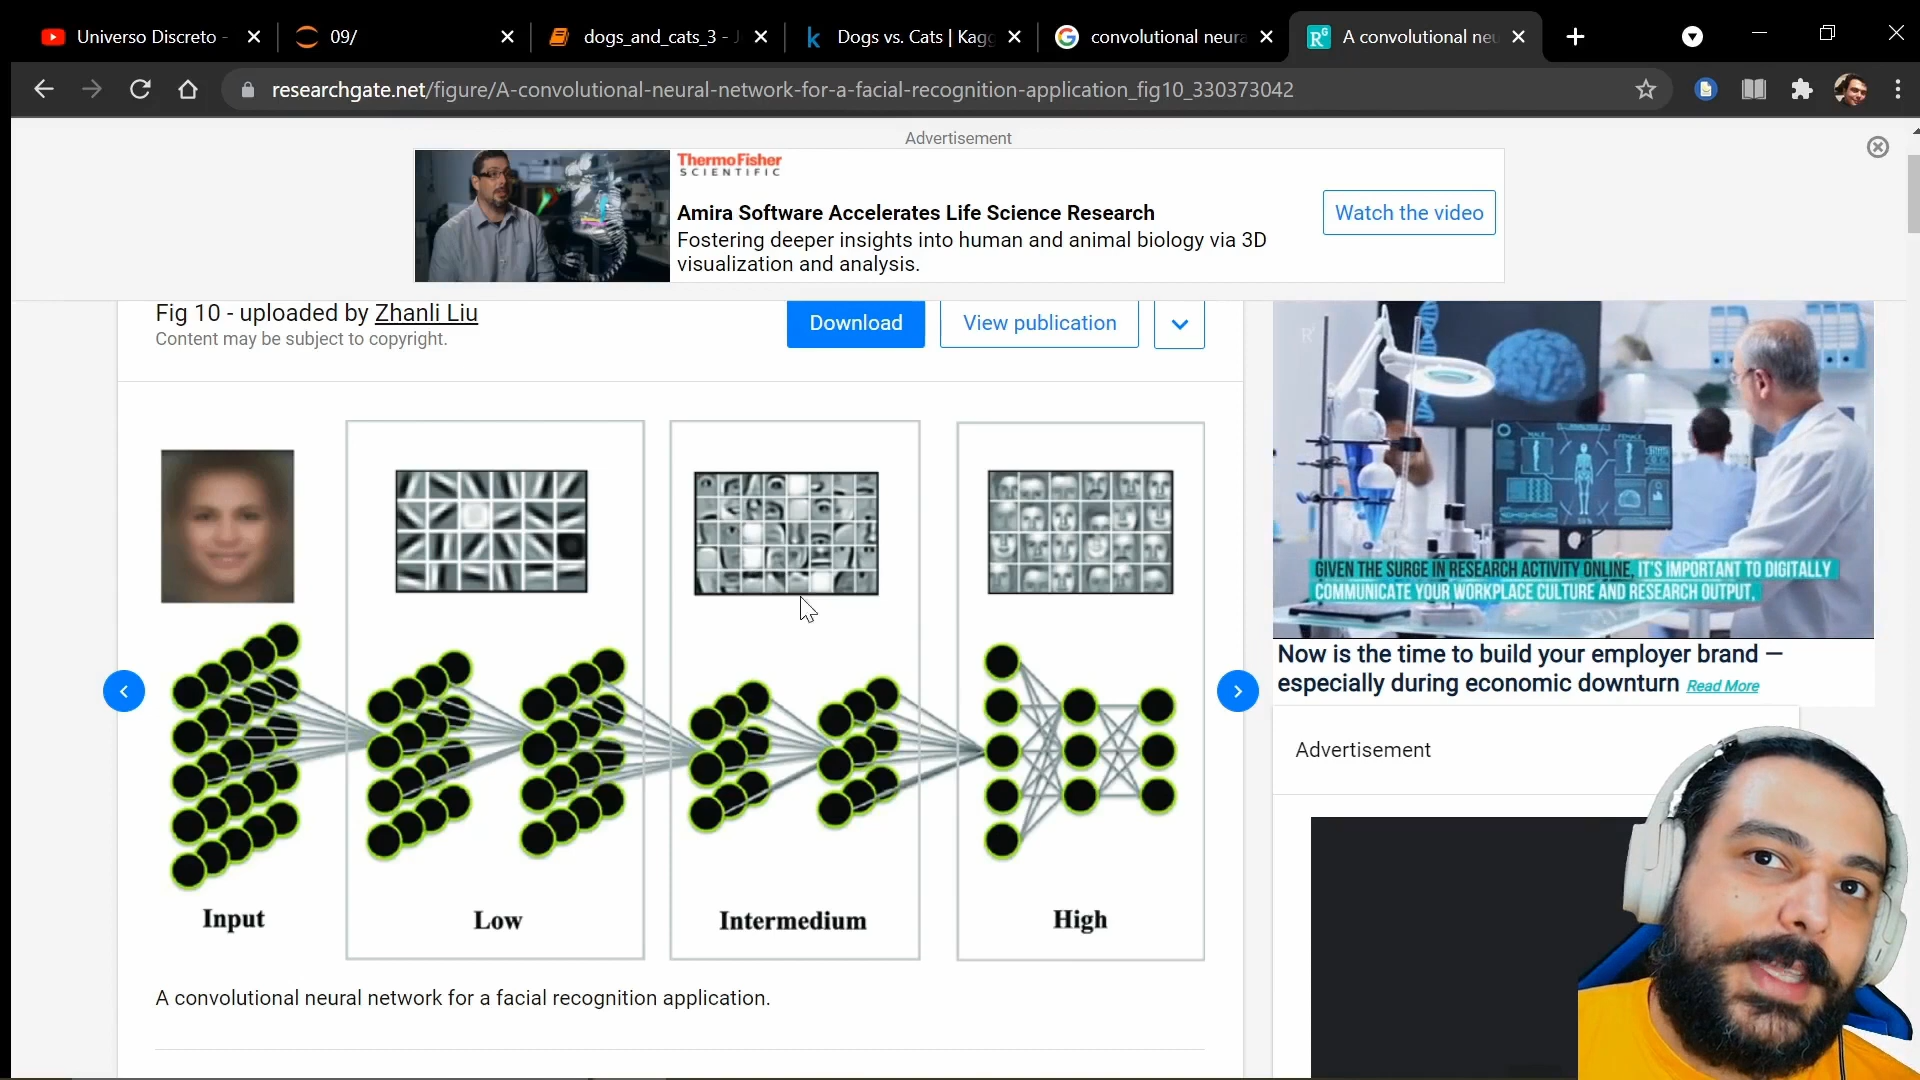 Universo Discreto -
09/
dogs_and_cats_3 - J
Dogs vs. Cats | Kagg
convolutional neura
A convolutional neu
researchgate.net/figure/A-convolutional-neural-network-for-a-facial-recognition-application_fig10_330373042
Advertisement
ThermoFisher
SCIENTIFIC
Amira Software Accelerates Life Science Research
Fostering deeper insights into human and animal biology via 3D
visualization and analysis.
Watch the video
Fig 10 - uploaded by Zhanli Liu
Content may be subject to copyright.
Download
View publication
GIVEN THE SURGE IN RESEARCH ACTIVITY ONLINE, IT'S IMPORTANT TO DIGITALLY
COMMUNICATE YOUR WORKPLACE CULTURE AND RESEARCH OUTPUT,
Now is the time to build your employer brand —
especially during economic downturn Read More
Advertisement
Input
Low
Intermedium
High
A convolutional neural network for a facial recognition application.